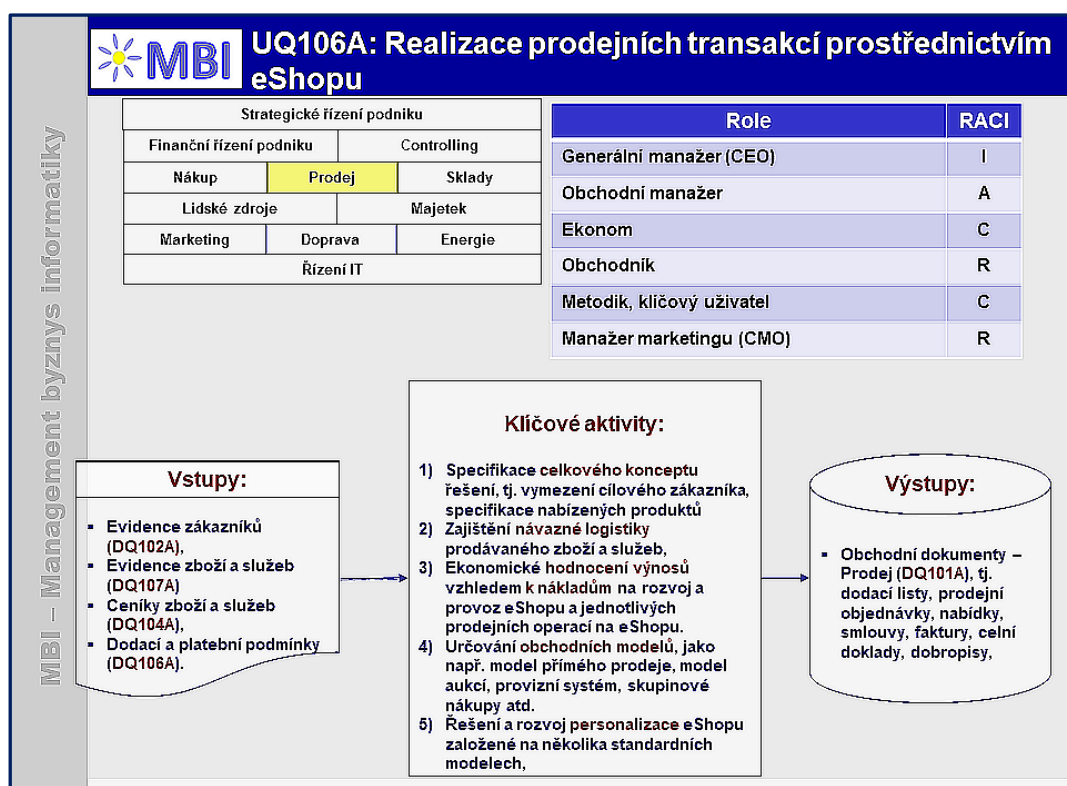 MBI
UQ106A: Realizace prodejních transakcí prostřednictvím
eShopu
MBI – Management byznys informatiky
Strategické řízení podniku
Finanční řízení podniku
Controlling
Nákup
Prodej
Sklady
Lidské zdroje
Majetek
Marketing
Doprava
Energie
Řízení IT
Role RACI
Generální manažer (CEO) I
Obchodní manažer A
Ekonom C
Obchodník R
Metodik, klíčový uživatel C
Manažer marketingu (CMO) R
Vstupy:
▪ Evidence zákazníků
(DQ102A),
▪ Evidence zboží a služeb
(DQ107A)
▪ Ceníky zboží a služeb
(DQ104A),
▪ Dodací a platební podmínky
(DQ106A).
Klíčové aktivity:
1) Specifikace celkového konceptu
řešení, tj. vymezení cílového zákazníka,
specifikace nabízených produktů
2) Zajištění návazné logistiky
prodávaného zboží a služeb,
3) Ekonomické hodnocení výnosů
vzhledem k nákladům na rozvoj a
provoz eShopu a jednotlivých
prodejních operací na eShopu.
4) Určování obchodních modelů, jako
např. model přímého prodeje, model
aukcí, provizní systém, skupinové
nákupy atd.
5) Řešení a rozvoj personalizace eShopu
založené na několika standardních
modelech,
Výstupy:
▪ Obchodní dokumenty –
Prodej (DQ101A), tj.
dodací listy, prodejní
objednávky, nabídky,
smlouvy, faktury, celní
doklady, dobropisy,